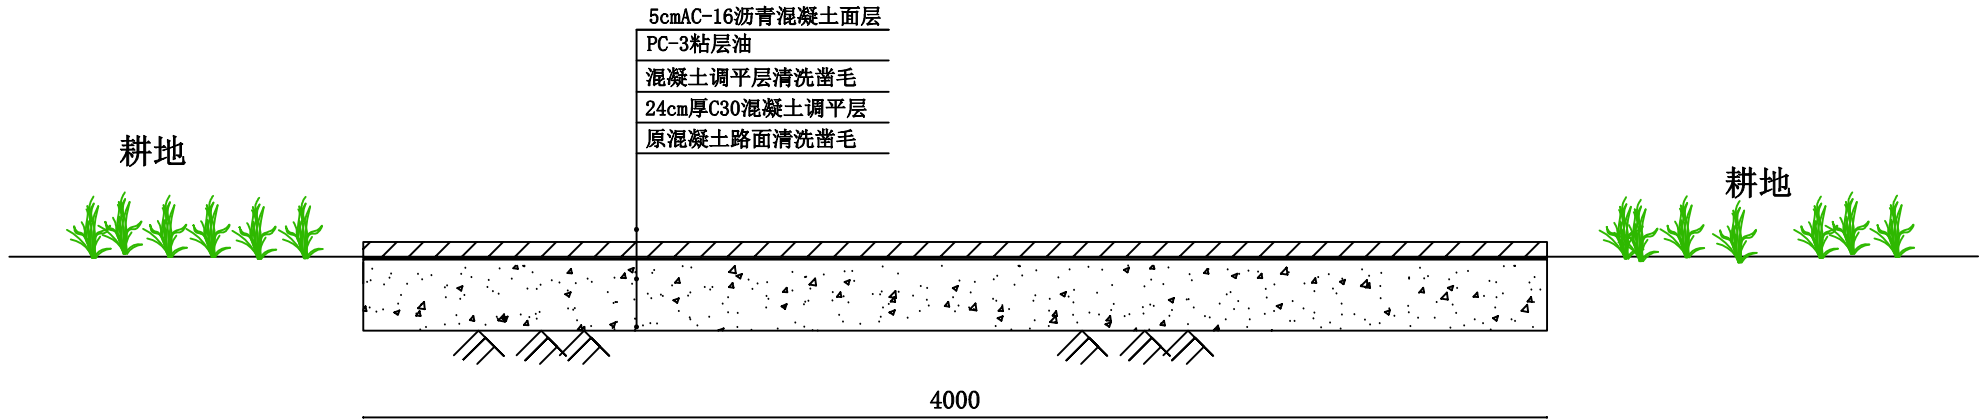 5cmAC-16沥青混凝土面层
PC-3粘层油
混凝土调平层清洗凿毛
24cm厚C30混凝土调平层
原混凝土路面清洗凿毛
耕地
耕地
4000